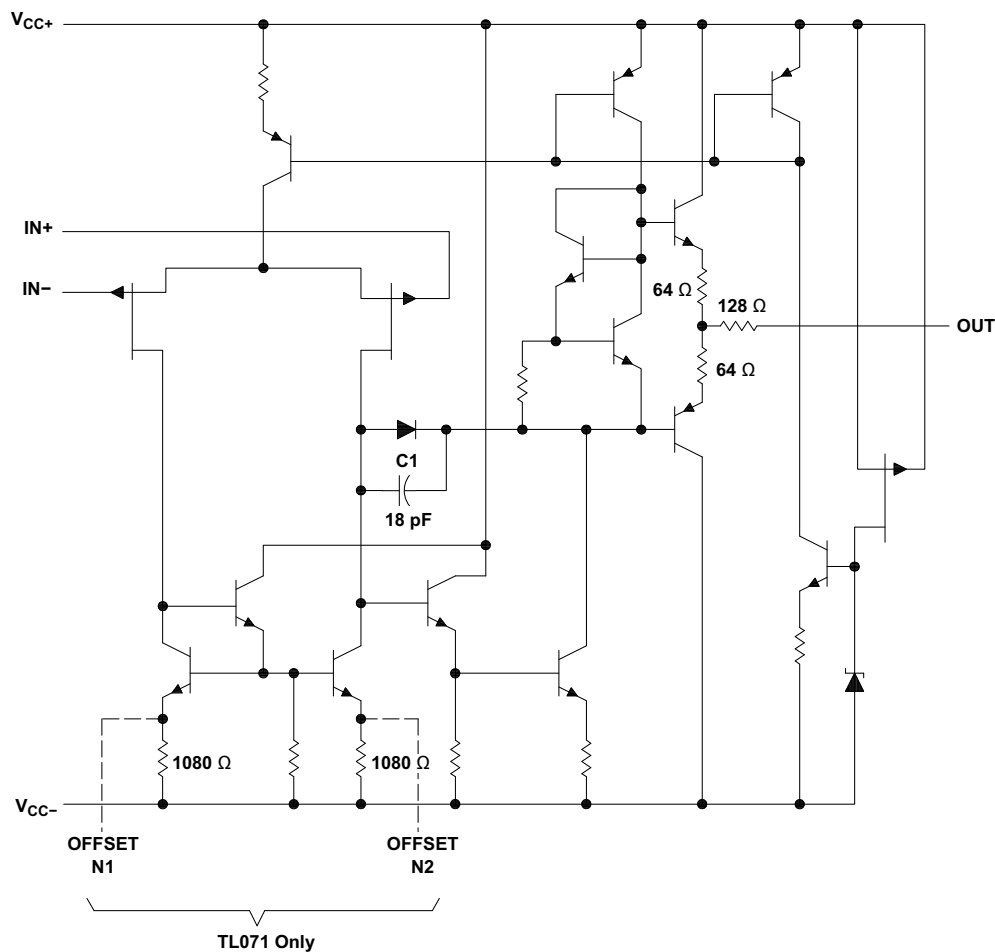 VCC+
IN+
IN−
64 Ω
128 Ω
OUT
64 Ω
C1
18 pF
1080 Ω
1080 Ω
VCC−
OFFSET
N1
OFFSET
N2
TL071 Only